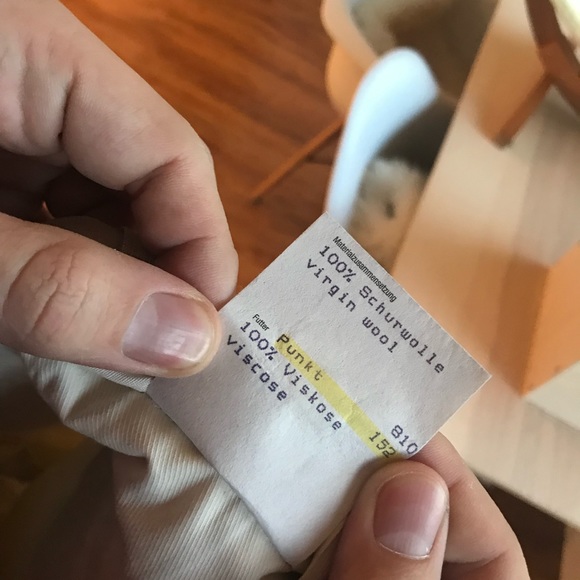 Materialzusammensetzung
100% Schurwolle
virgin wool
810
Futter Punkt 152
100% Viskose
viscose